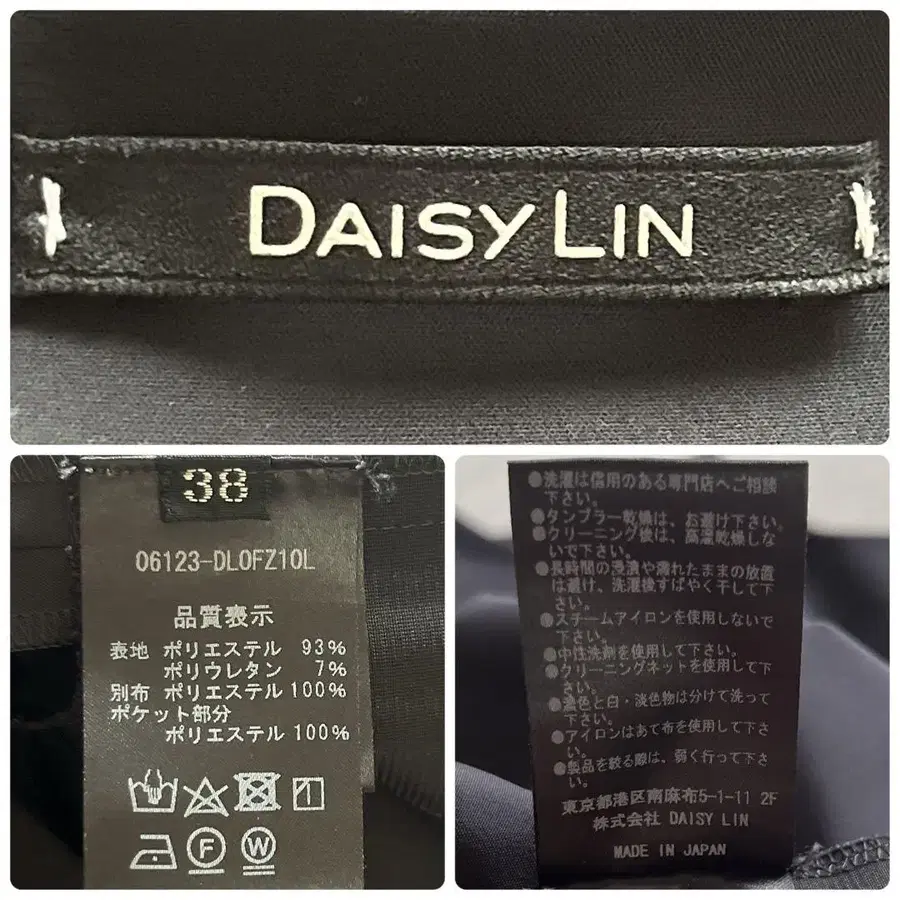 DAISY LIN
38
06123-DL0FZ10L
品質表示
表地 ポリエステル 93%
ポリウレタン 7%
別布 ポリエステル 100%
ポケット部分
ポリエステル 100%
F
W
●洗濯は信用のある専門店へご相談
下さい。
●タンブラー乾燥は、お避け下さい。
●クリーニング後は、高温乾燥しな
いで下さい。
●長時間の浸漬や濡れたままの放置
は避け、洗濯後すばやく干して下
さい。
●スチームアイロンを使用しないで
下さい。
●中性洗剤を使用して下さい。
●クリーニングネットを使用して下
さい。
●濃色と白・淡色物は分けて洗って
下さい。
●アイロンはあて布を使用して下さ
い。
●製品を絞る際は、弱く行って下さ
い。
東京都港区南麻布5-1-11 2F
株式会社 DAISY LIN
MADE IN JAPAN